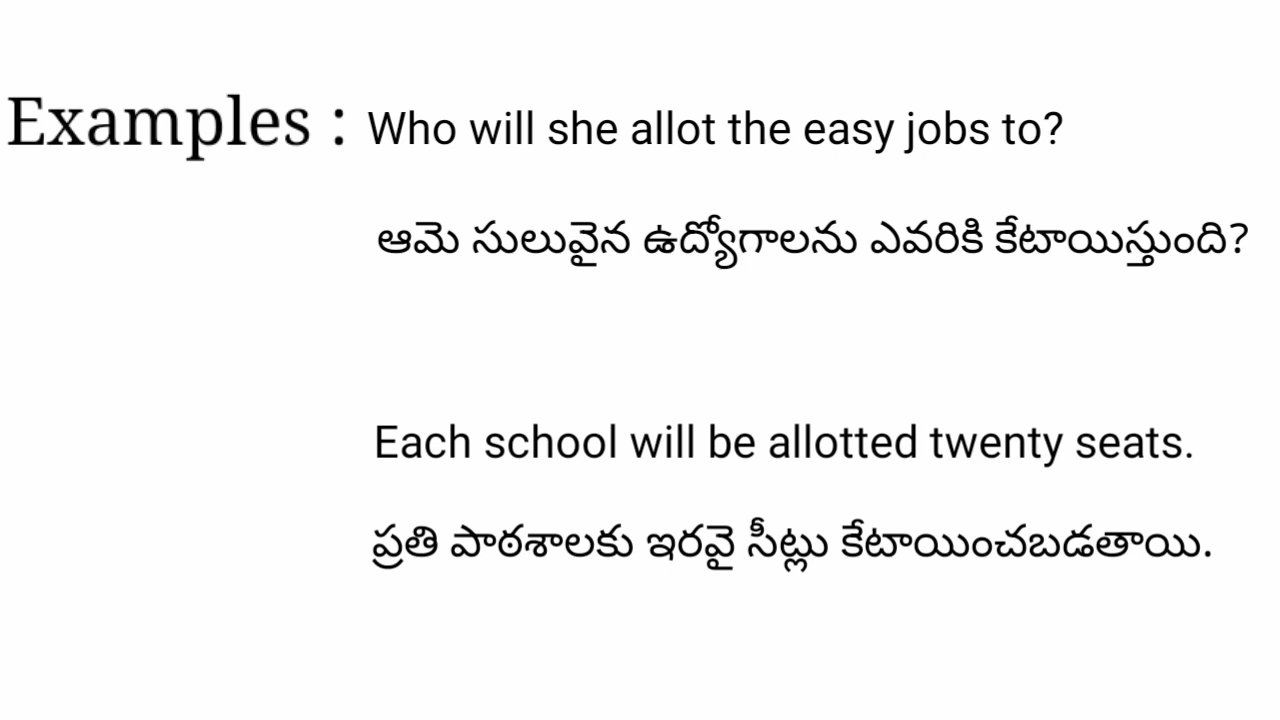 Examples : Who will she allot the easy jobs to?
ఆమె సులువైన ఉద్యోగాలను ఎవరికి కేటాయిస్తుంది?
Each school will be allotted twenty seats.
ప్రతి పాఠశాలకు ఇరవై సీట్లు కేటాయించబడతాయి.